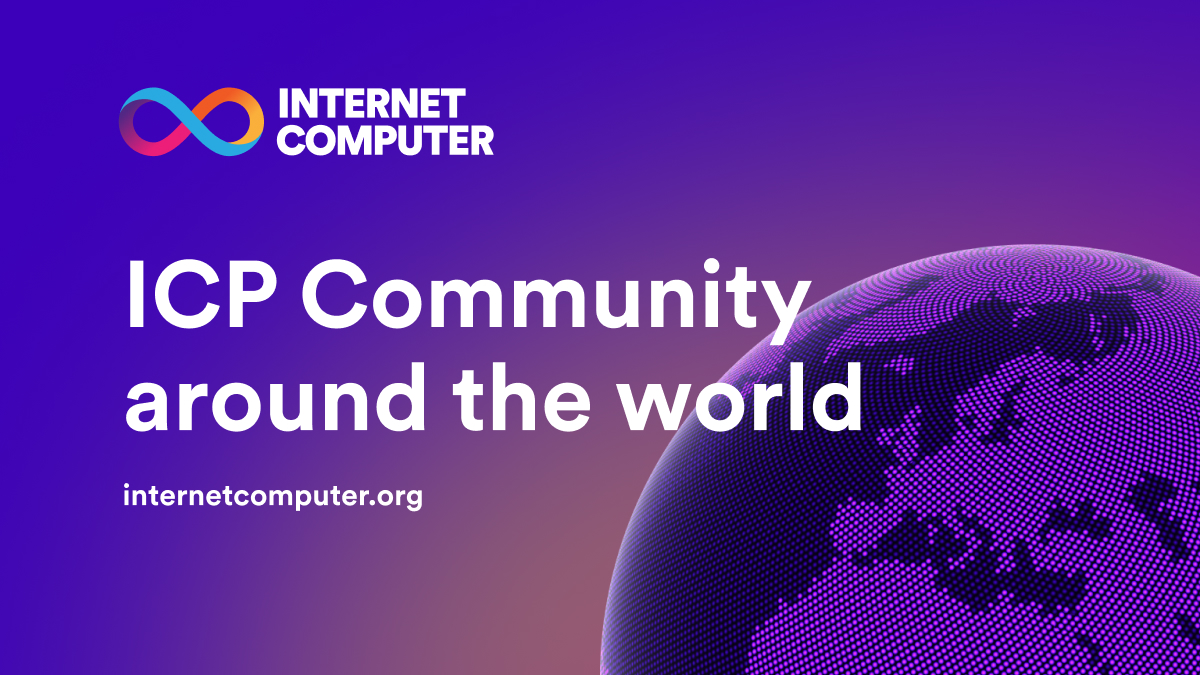 INTERNET
COMPUTER
ICP Community
around the world
internetcomputer.org